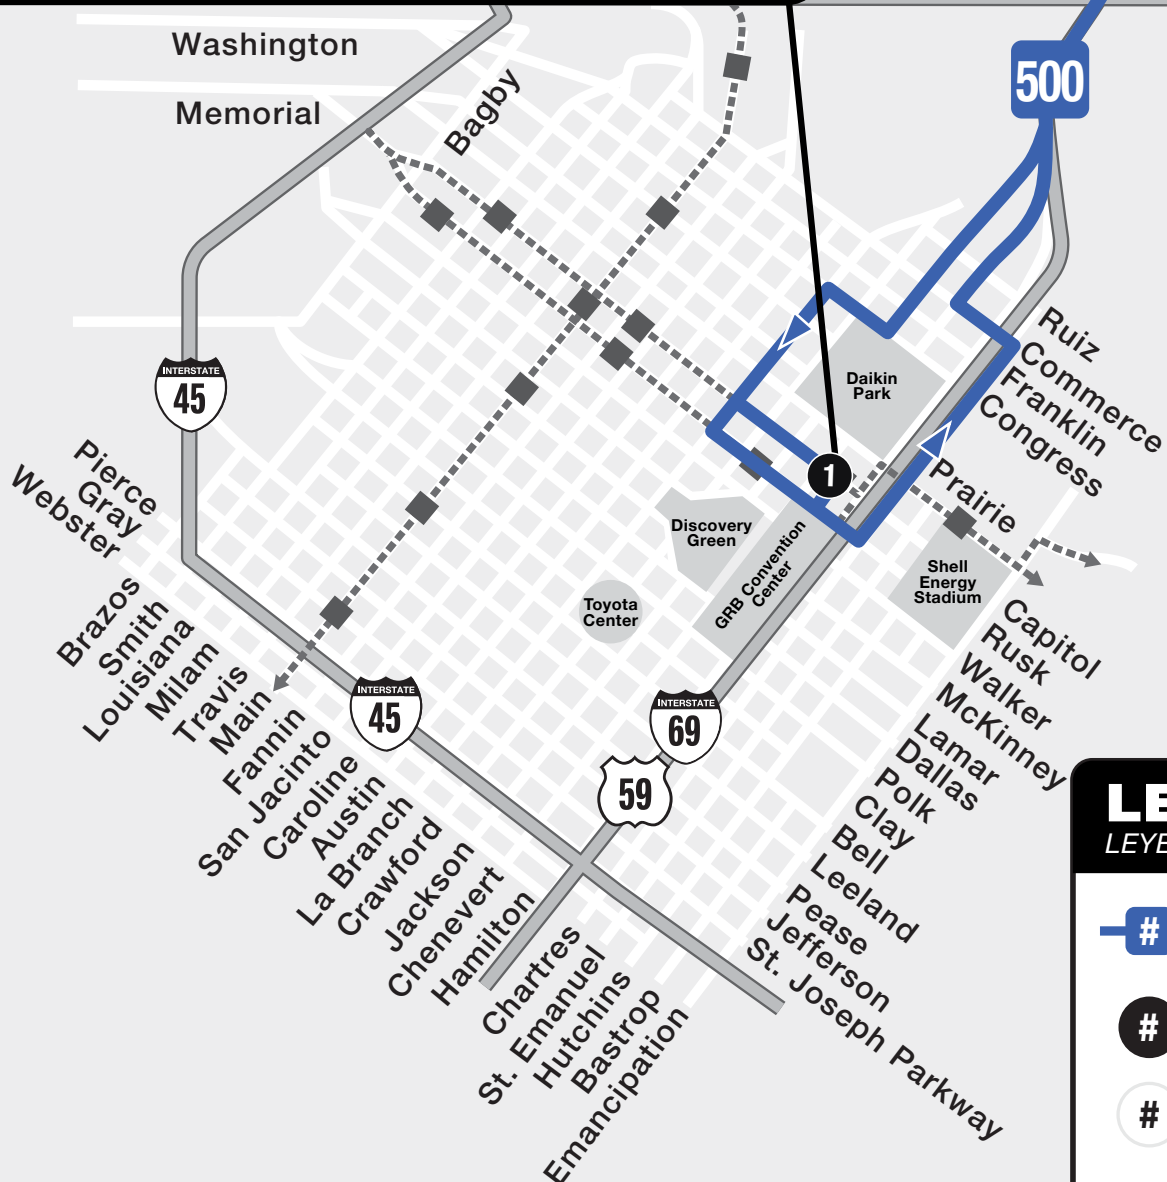 Washington
Memorial
Bagby
500
INTERSTATE
45
Ruiz
Commerce
Franklin
Congress
Prairie
Daikin
Park
1
Discovery
Green
GRB Convention
Center
Toyota
Center
Shell
Energy
Stadium
Pierce
Gray
Webster
Capitol
Rusk
Walker
McKinney
Lamar
Dallas
Polk
Clay
Bell
Leeland
Pease
Jefferson
St. Joseph Parkway
Brazos
Smith
Louisiana
Milam
Travis
Main
Fannin
San Jacinto
Caroline
Austin
La Branch
Crawford
Jackson
Chenevert
Hamilton
Chartres
St. Emanuel
Hutchins
Bastrop
Emancipation
INTERSTATE
45
INTERSTATE
69
59
#
#
#